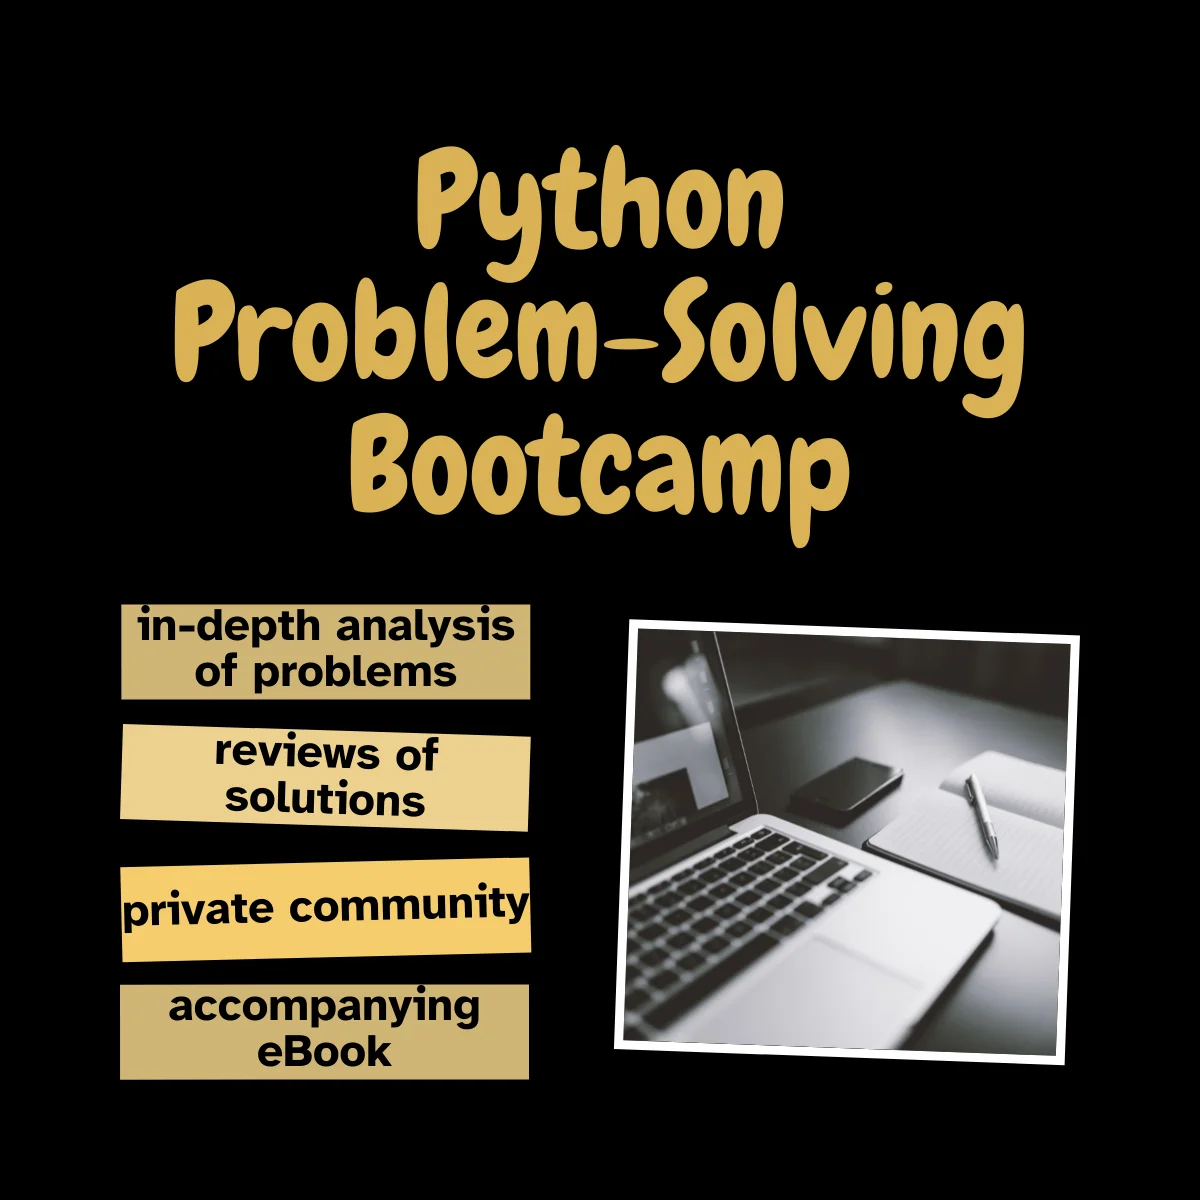 Python
Problem-Solving
Bootcamp
in-depth analysis
of problems
reviews of
solutions
private community
accompanying
eBook